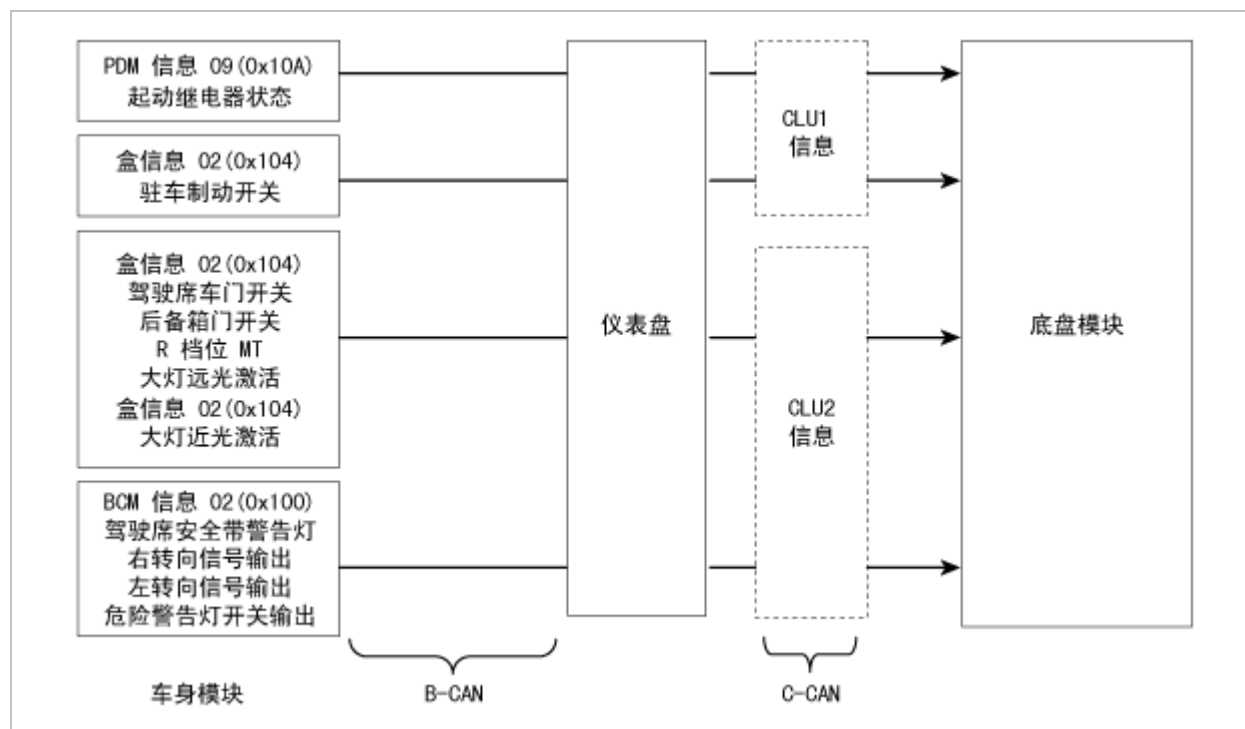 PDM 信息 09(0x10A)
起动继电器状态
盒信息 02(0x104)
驻车制动开关
盒信息 02(0x104)
驾驶席车门开关
后备箱门开关
R 档位 MT
大灯远光激活
盒信息 02(0x104)
大灯近光激活
BCM 信息 02(0x100)
驾驶席安全带警告灯
右转向信号输出
左转向信号输出
危险警告灯开关输出
车身模块
B-CAN
仪表盘
CLU1
信息
CLU2
信息
C-CAN
底盘模块